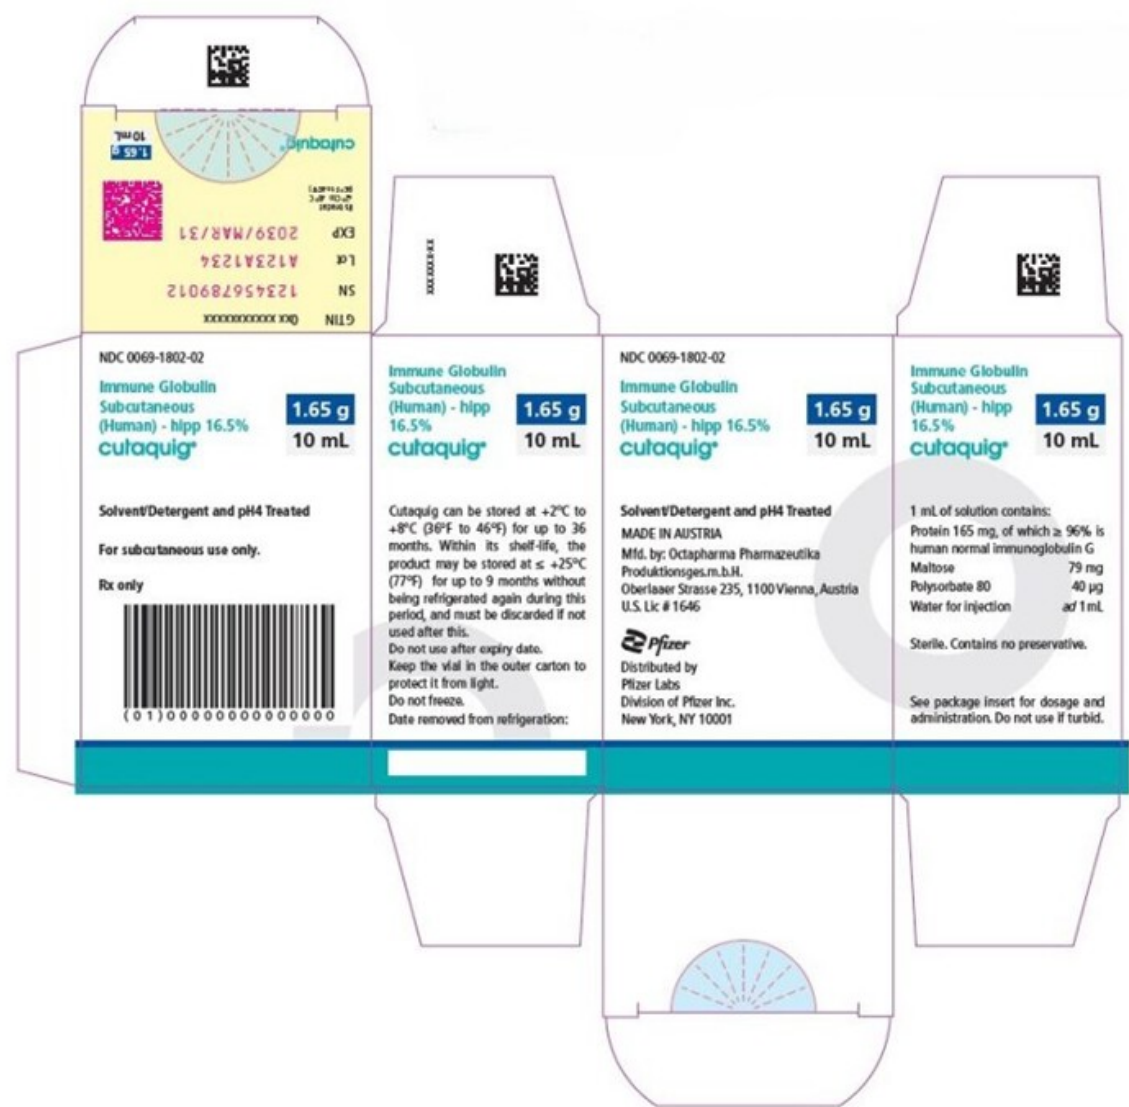 cutaquig®
1.65 g
10 mL
EXP 2039/MAR/31
Lot A123A1234
SN 123456789012
GTIN 0xx xxxxxxxxxxx
XXX.XXXX-XX
NDC 0069-1802-02
Immune Globulin
Subcutaneous
(Human) - hipp 16.5%
cutaquig®
1.65 g
10 mL
Solvent/Detergent and pH4 Treated
For subcutaneous use only.
Rx only
(01)00000000000000
Immune Globulin
Subcutaneous
(Human) - hipp
16.5%
cutaquig®
1.65 g
10 mL
Cutaquig can be stored at +2°C to
+8°C (36°F to 46°F) for up to 36
months. Within its shelf-life, the
product may be stored at ≤ +25°C
(77°F) for up to 9 months without
being refrigerated again during this
period, and must be discarded if not
used after this.
Do not use after expiry date.
Keep the vial in the outer carton to
protect it from light.
Do not freeze.
Date removed from refrigeration:
NDC 0069-1802-02
Immune Globulin
Subcutaneous
(Human) - hipp 16.5%
cutaquig®
1.65 g
10 mL
Solvent/Detergent and pH4 Treated
MADE IN AUSTRIA
Mfd. by: Octapharma Pharmazeutika
Produktionsges.m.b.H.
Oberlaaer Strasse 235, 1100 Vienna, Austria
U.S. Lic # 1646
Pfizer
Distributed by
Pfizer Labs
Division of Pfizer Inc.
New York, NY 10001
Immune Globulin
Subcutaneous
(Human) - hipp
16.5%
cutaquig®
1.65 g
10 mL
1 mL of solution contains:
Protein 165 mg, of which ≥ 96% is
human normal immunoglobulin G
Maltose 79 mg
Polysorbate 80 40 µg
Water for injection ad 1mL
Sterile. Contains no preservative.
See package insert for dosage and
administration. Do not use if turbid.